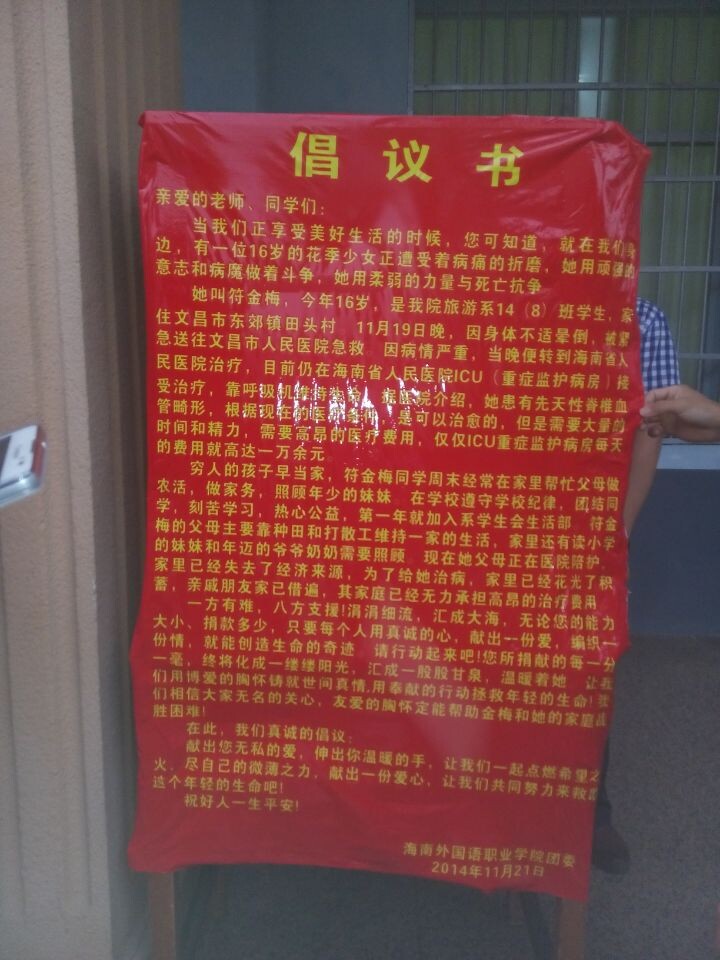 倡议书
亲爱的老师、同学们：
当我们正享受美好生活的时候，您可知道，就在我们身
边，有一位16岁的花季少女正遭受着病痛的折磨，她用顽强的
意志和病魔做着斗争，她用柔弱的力量与死亡抗争。
她叫符金梅，今年16岁，是我院旅游系14（8）班学生，家
住文昌市东郊镇田头村 11月19日晚，因身体不适晕倒，被紧
急送往文昌市人民医院急救。因病情严重，当晚便转到海南省人
民医院治疗，目前仍在海南省人民医院ICU（重症监护病房）接
受治疗，靠呼吸机维持 医院介绍，她患有先天性脊椎血
管畸形，根据现在的医疗条件，是可以治愈的，但是需要大量的
时间和精力，需要高昂的医疗费用，仅仅ICU重症监护病房每天
的费用就高达一万余元。
穷人的孩子早当家，符金梅同学周末经常在家里帮忙父母做
农活，做家务，照顾年少的妹妹 在学校遵守学校纪律，团结同
学，刻苦学习，热心公益，第一年就加入系学生会生活部 符金
梅的父母主要靠种田和打散工维持一家的生活，家里还有读小学
的妹妹和年迈的爷爷奶奶需要照顾 现在她父母正在医院陪护，
家里已经失去了经济来源，为了给她治病，家里已经花光了积
蓄，亲戚朋友家已借遍，其家庭已经无力承担高昂的治疗费用
一方有难，八方支援!涓涓细流，汇成大海，无论您的能力
大小、捐款多少，只要每个人用真诚的心，献出一份爱，编织一
份情，就能创造生命的奇迹 请行动起来吧!您所捐献的每一分
一毫，终将化成一缕缕阳光，汇成一股股甘泉，温暖着她 让我
们用博爱的胸怀铸就世间真情,用奉献的行动拯救年轻的生命!我
们相信大家无名的关心，友爱的胸怀定能帮助金梅和她的家庭战
胜困难!
在此，我们真诚的倡议：
献出您无私的爱，伸出你温暖的手，让我们一起点燃希望之
火，尽自己的微薄之力，献出一份爱心，让我们共同努力来救助
这个年轻的生命吧!
祝好人一生平安!
海南外国语职业学院团委
2014年11月21日